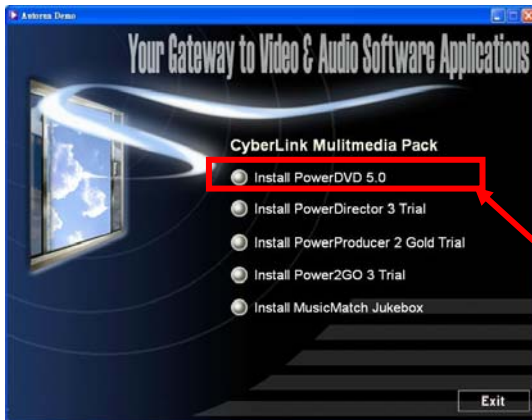 Autorun Demo
Your Gateway to Video & Audio Software Applications
CyberLink Mulitmedia Pack
Install PowerDVD 5.0
Install PowerDirector 3 Trial
Install PowerProducer 2 Gold Trial
Install Power2GO 3 Trial
Install MusicMatch Jukebox
Exit